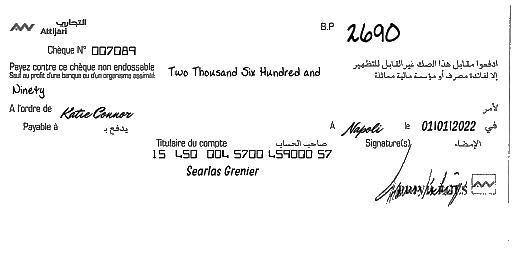 التجاري
Attijari
B.P 2690
Chèque N° 007089
Payez contre ce chèque non endossable
Sauf au profit d'une banque ou d'un organisme assimilé
Two Thousand Six Hundred and
ادفعوا مقابل هذا الصك غير القابل للتظهير
إلا لفائدة مصرف أو مؤسسة مالية مماثلة
Ninety
A l'ordre de Katie Connor لأمر
Payable à يدفع بـ
A Napoli le 01/01/2022 في
Titulaire du compte صاحب الحساب Signature(s) الإمضاء
15 450 004 5700 459000 57
Searlas Grenier